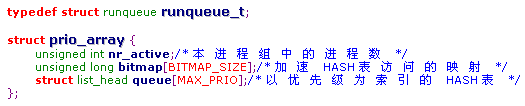 typedef struct runqueue runqueue_t;
struct prio_array {
unsigned int nr_active;/*本进程组中的进程数 */
unsigned long bitmap[BITMAP_SIZE];/*加速 HASH表访问的映射 */
struct list_head queue[MAX_PRIO];/*以优先级为索引的 HASH表 */
};